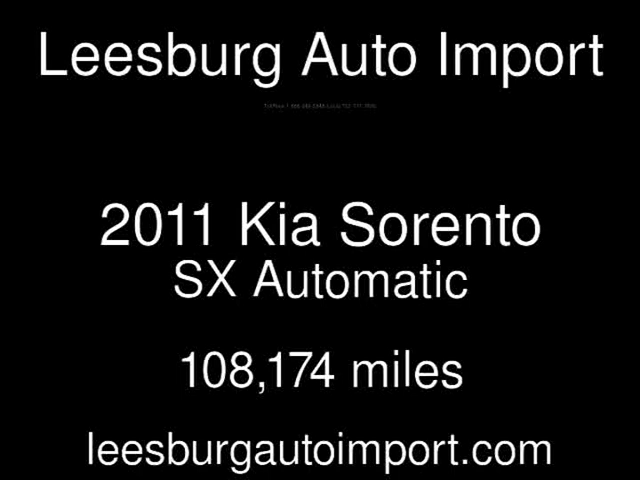 Leesburg Auto Import
2011 Kia Sorento
SX Automatic
108,174 miles
leesburgautoimport.com